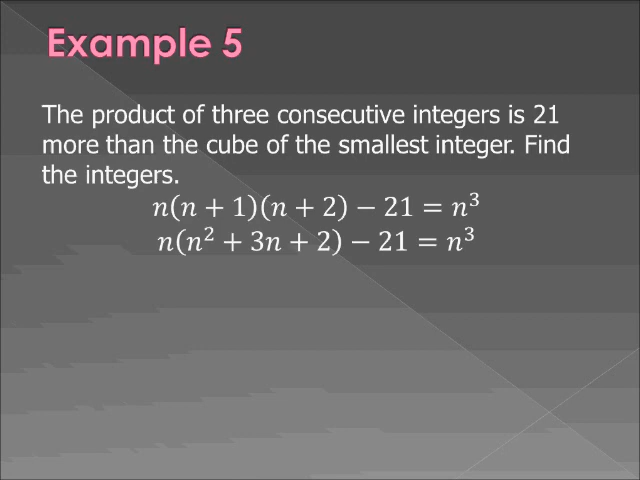 Example 5
The product of three consecutive integers is 21
more than the cube of the smallest integer. Find
the integers.
n(n + 1)(n + 2) − 21 = n³
n(n² + 3n + 2) − 21 = n³